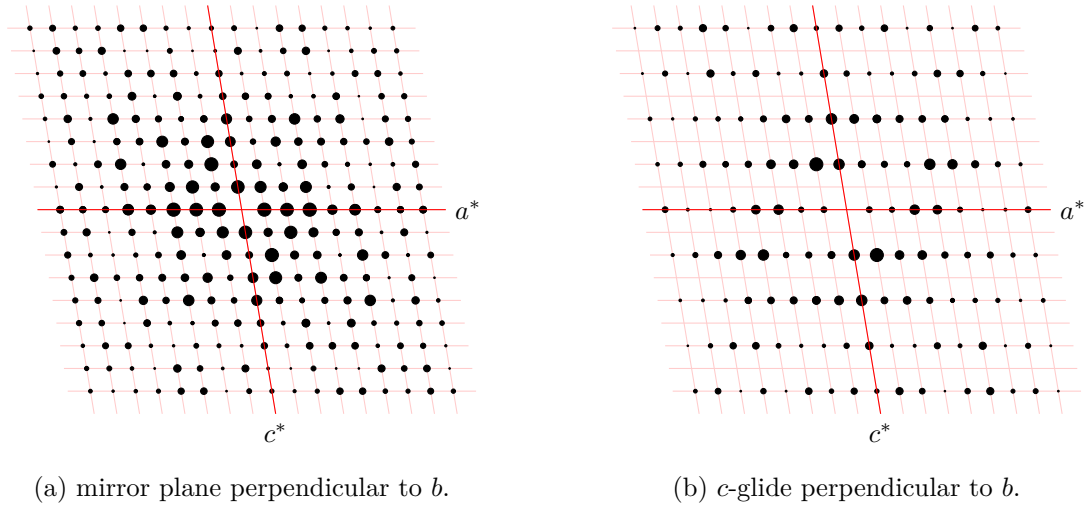 a*
a*
c*
c*
(a) mirror plane perpendicular to b.
(b) c-glide perpendicular to b.